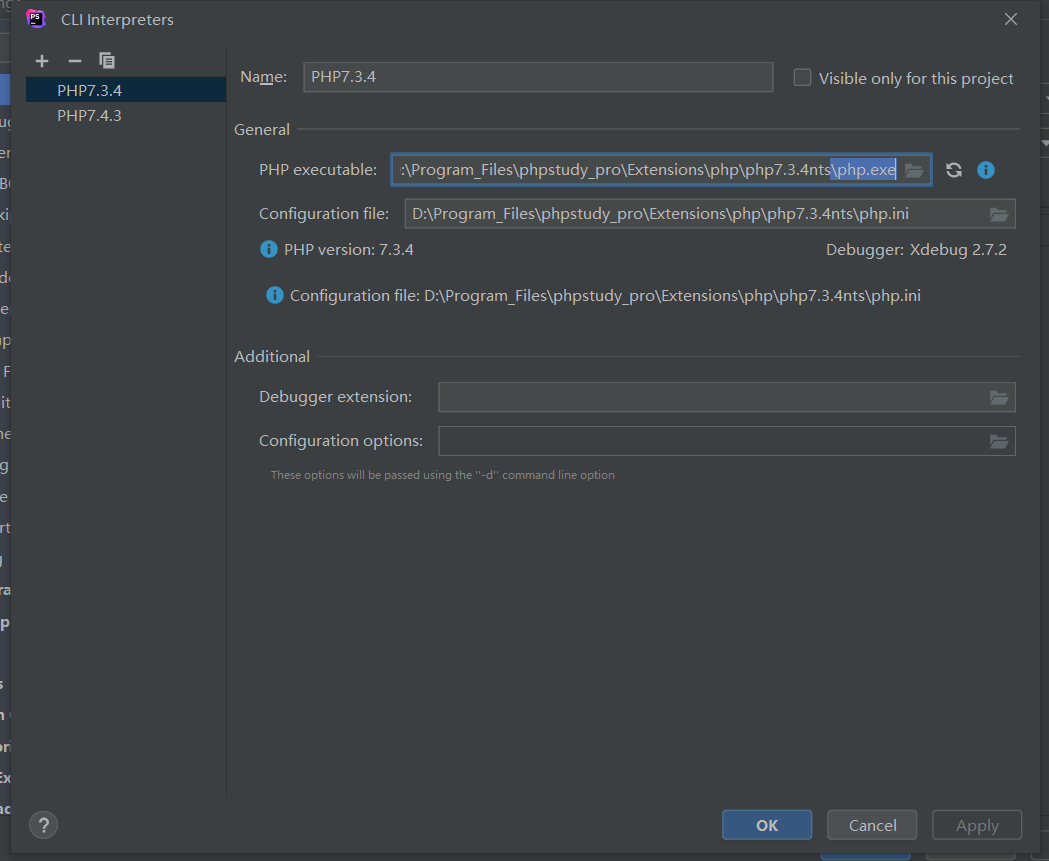 CLI Interpreters
PHP7.3.4
PHP7.4.3
Name: PHP7.3.4 Visible only for this project
General
PHP executable: :\Program_Files\phpstudy_pro\Extensions\php\php7.3.4nts\php.exe
Configuration file: D:\Program_Files\phpstudy_pro\Extensions\php\php7.3.4nts\php.ini
PHP version: 7.3.4 Debugger: Xdebug 2.7.2
Configuration file: D:\Program_Files\phpstudy_pro\Extensions\php\php7.3.4nts\php.ini
Additional
Debugger extension:
Configuration options:
These options will be passed using the "-d" command line option
? OK Cancel Apply